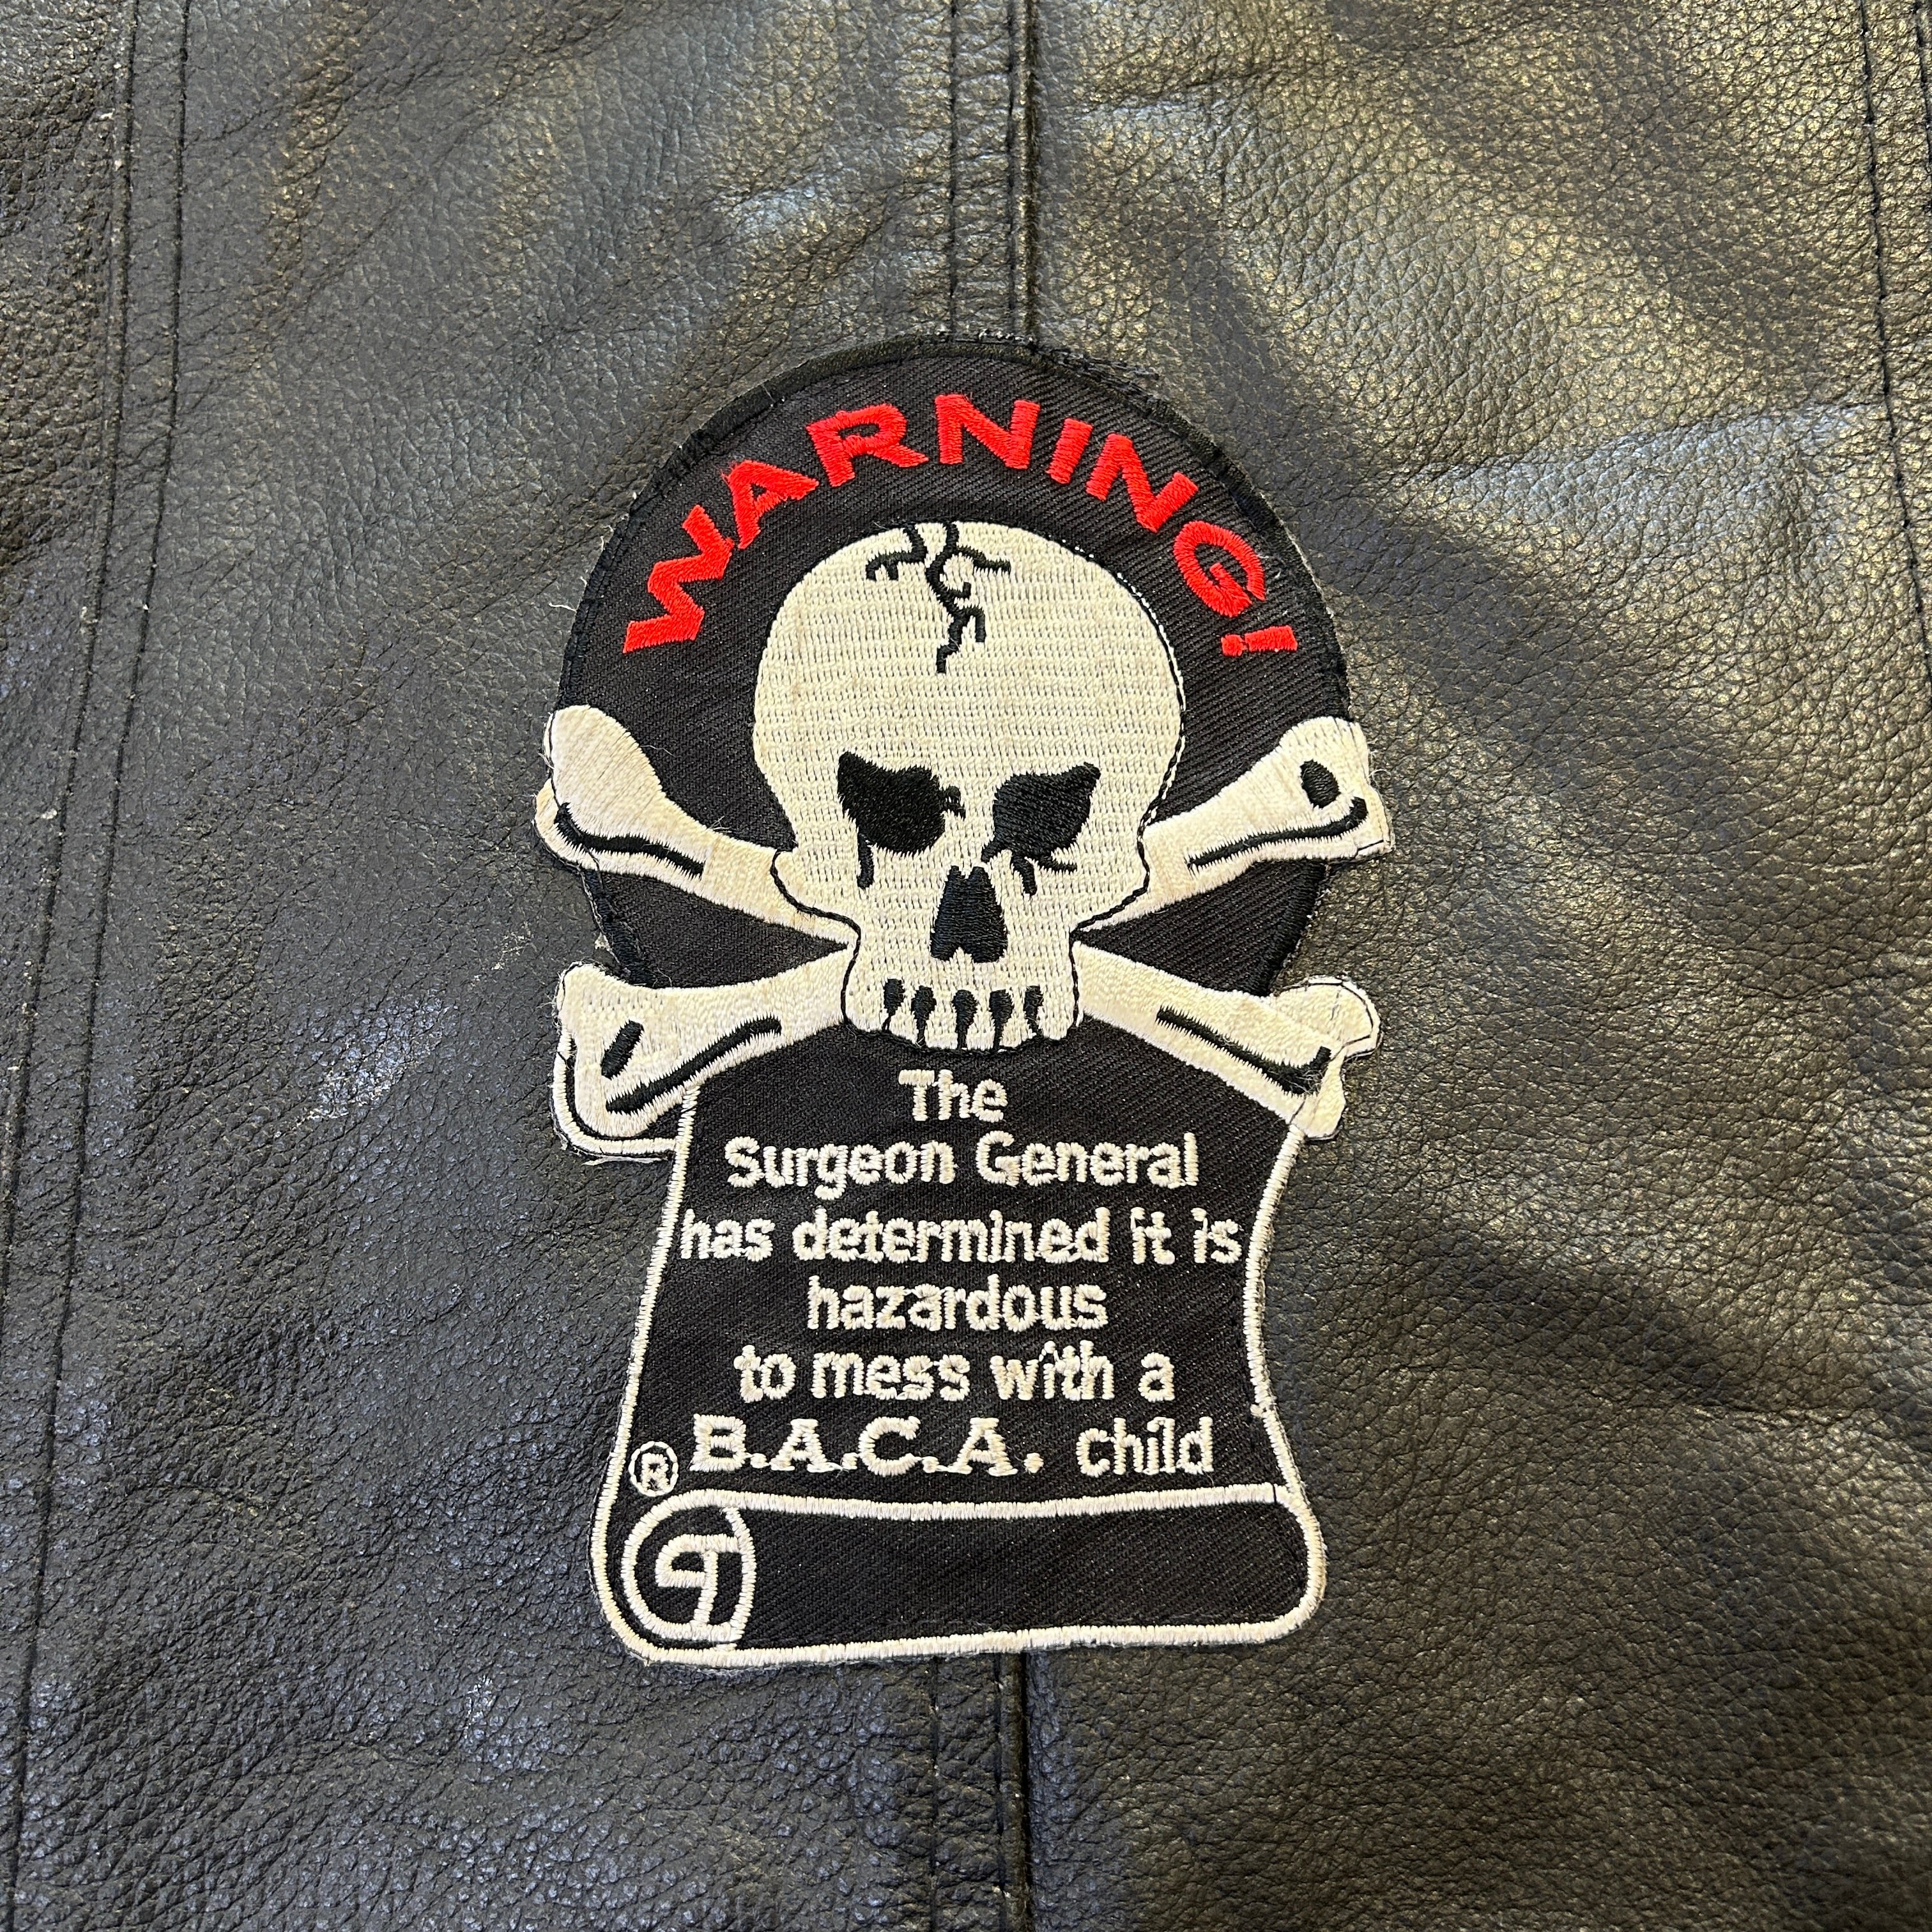 WARNING!
The
Surgeon General
has determined it is
hazardous
to mess with a
® B.A.C.A. child